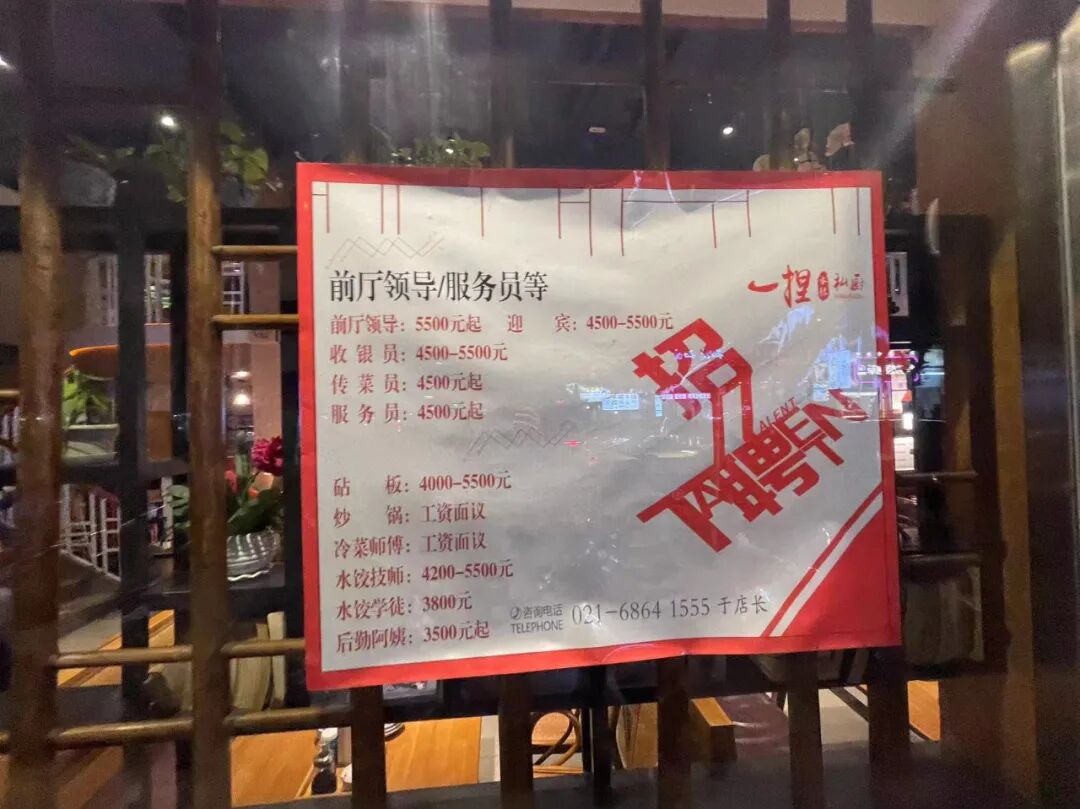 前厅领导/服务员等
前厅领导：5500元起 迎 宾：4500-5500元
收银员：4500-5500元
传菜员：4500元起
服务员：4500元起
砧 板：4000-5500元
炒 锅：工资面议
冷菜师傅：工资面议
水饺技师：4200-5500元
水饺学徒：3800元
后勤阿姨：3500元起
一捏 私厨
招聘
TALENT
咨询电话
TELEPHONE
021-6864 1555 于店长